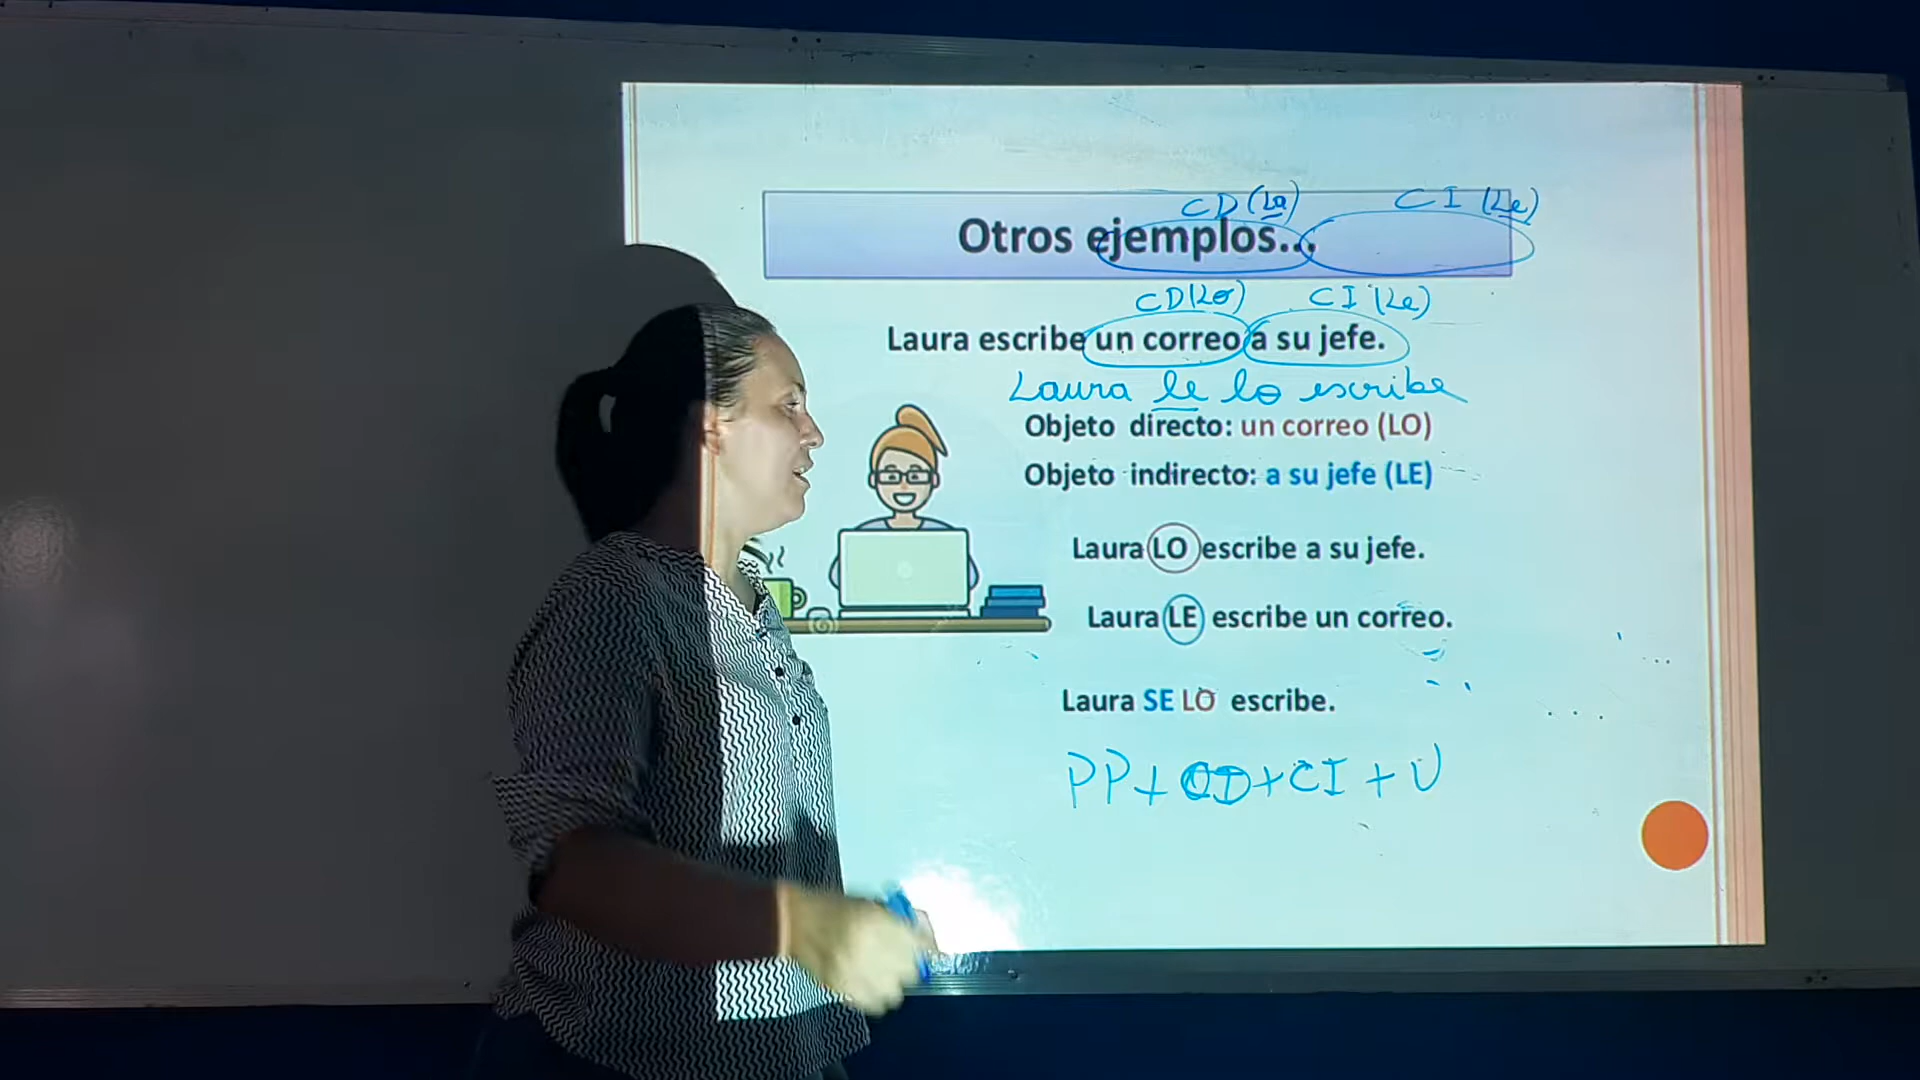 CD (La) CI (Le)
Otros ejemplos...
CD (Lo) CI (Le)
Laura escribe un correo a su jefe.
Laura le lo escribe
Objeto directo: un correo (LO)
Objeto indirecto: a su jefe (LE)
Laura LO escribe a su jefe.
Laura LE escribe un correo.
Laura SE LO escribe.
PP + CD + CI + V